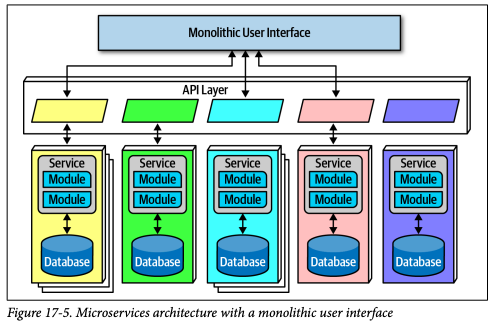 Monolithic User Interface
API Layer
Service Service Service Service Service
Module Module Module Module Module
Module Module Module Module Module
Database Database Database Database Database
Figure 17-5. Microservices architecture with a monolithic user interface